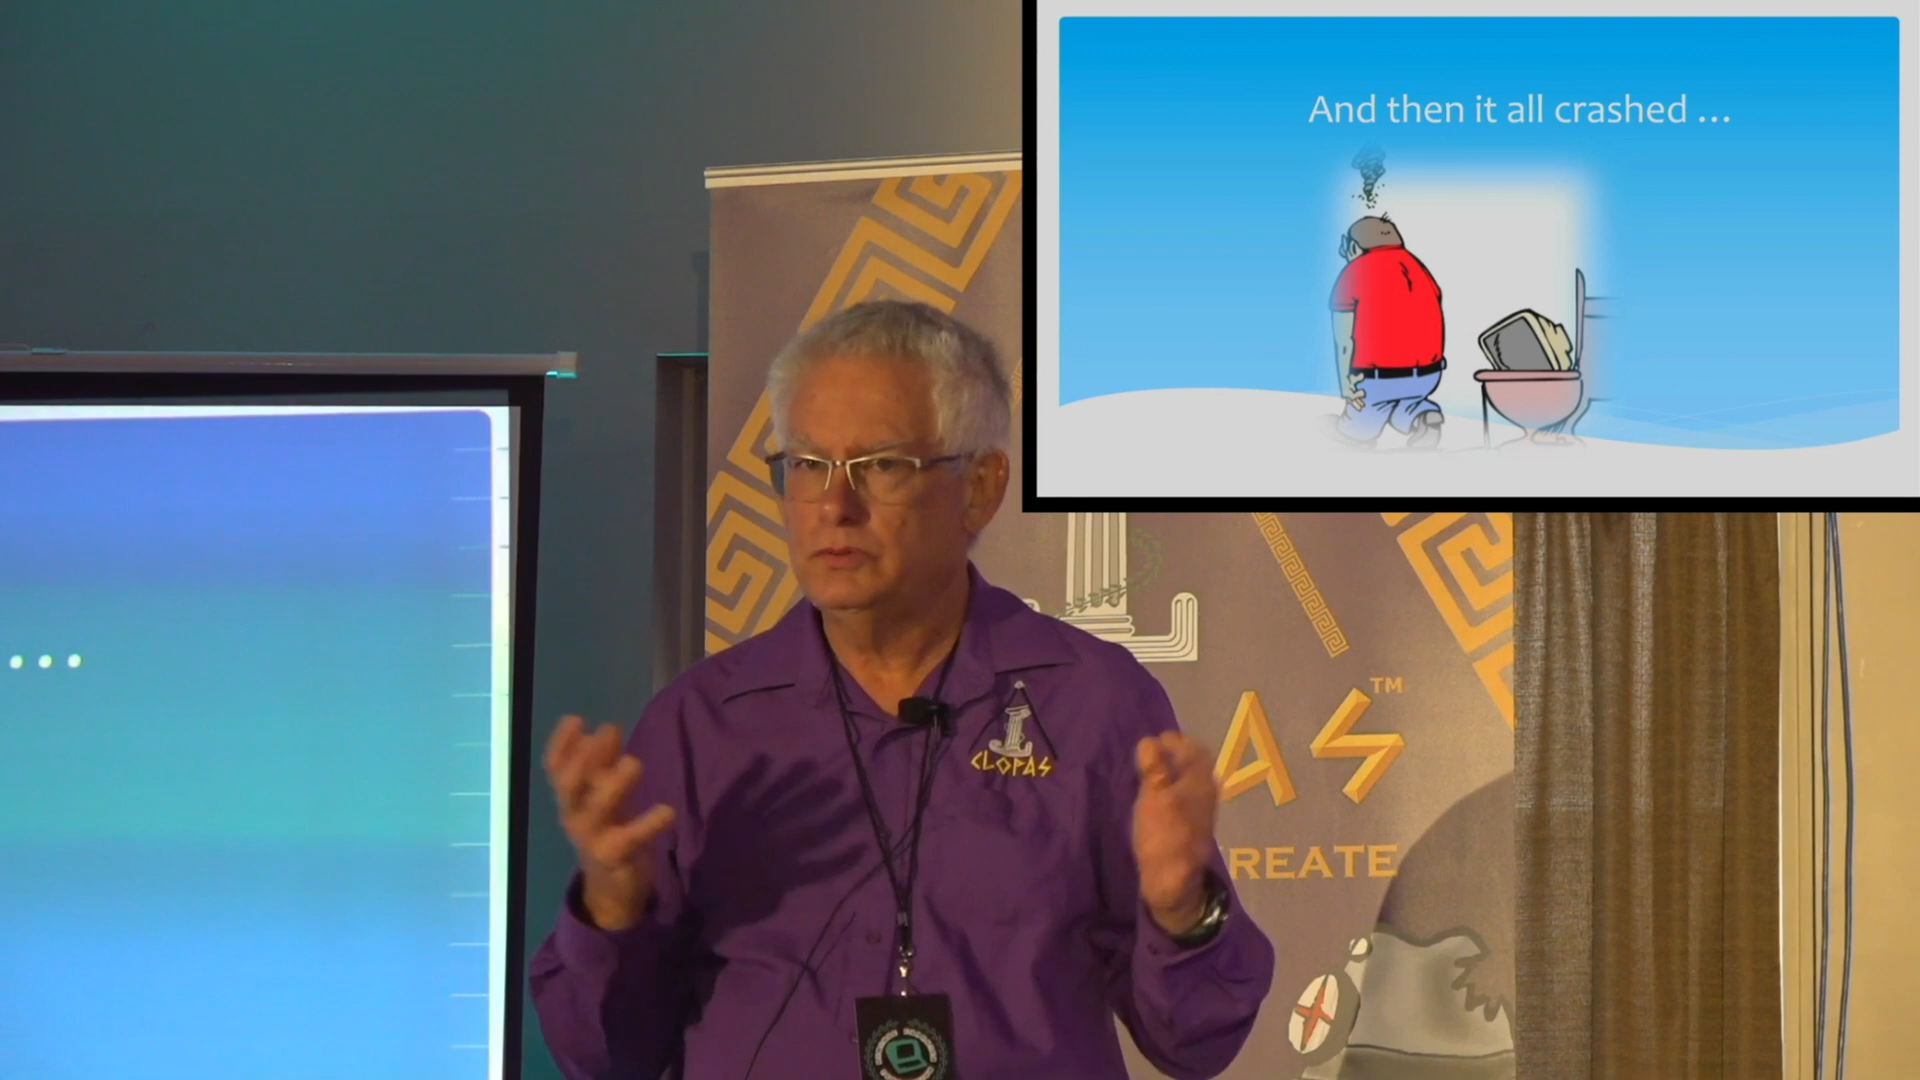 And then it all crashed ...
...
L
AS™
REATE
CLOPAS